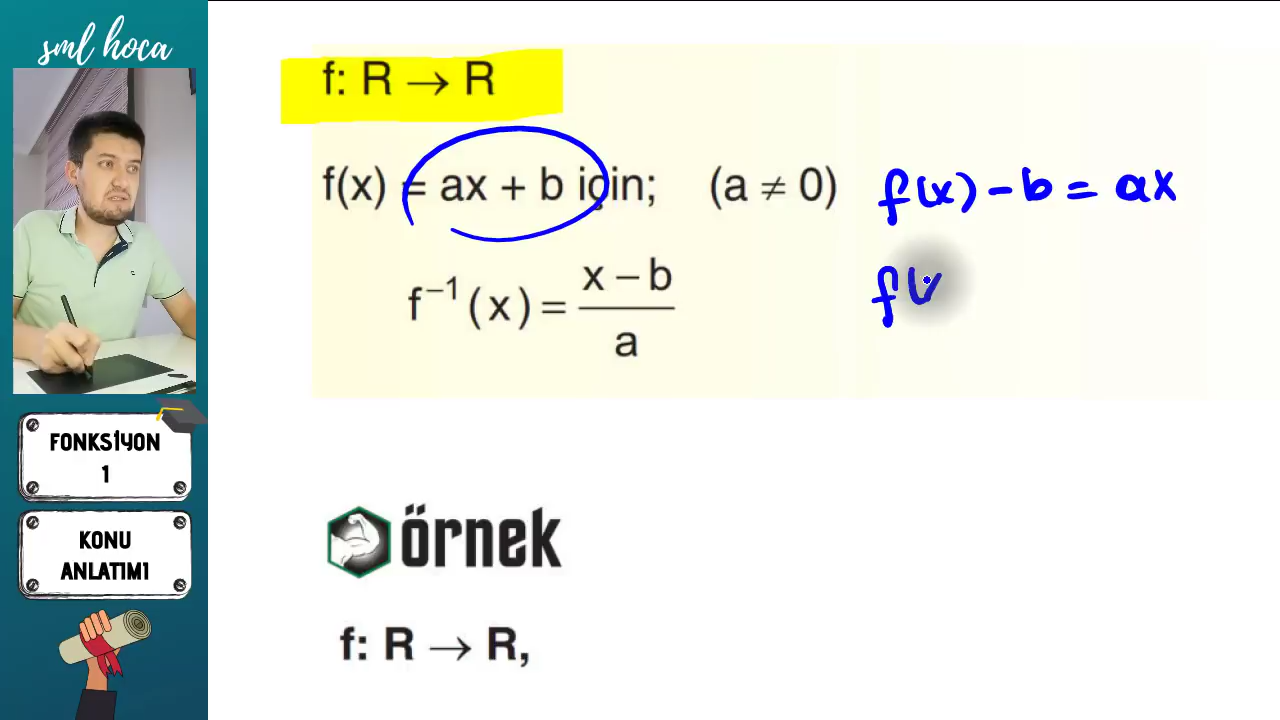 sml hoca
f: R → R
f(x) = ax + b için; (a ≠ 0)
f(x) - b = ax
f⁻¹(x) = x - b / a
f(
FONKSİYON
1
KONU
ANLATIMI
örnek
f: R → R,